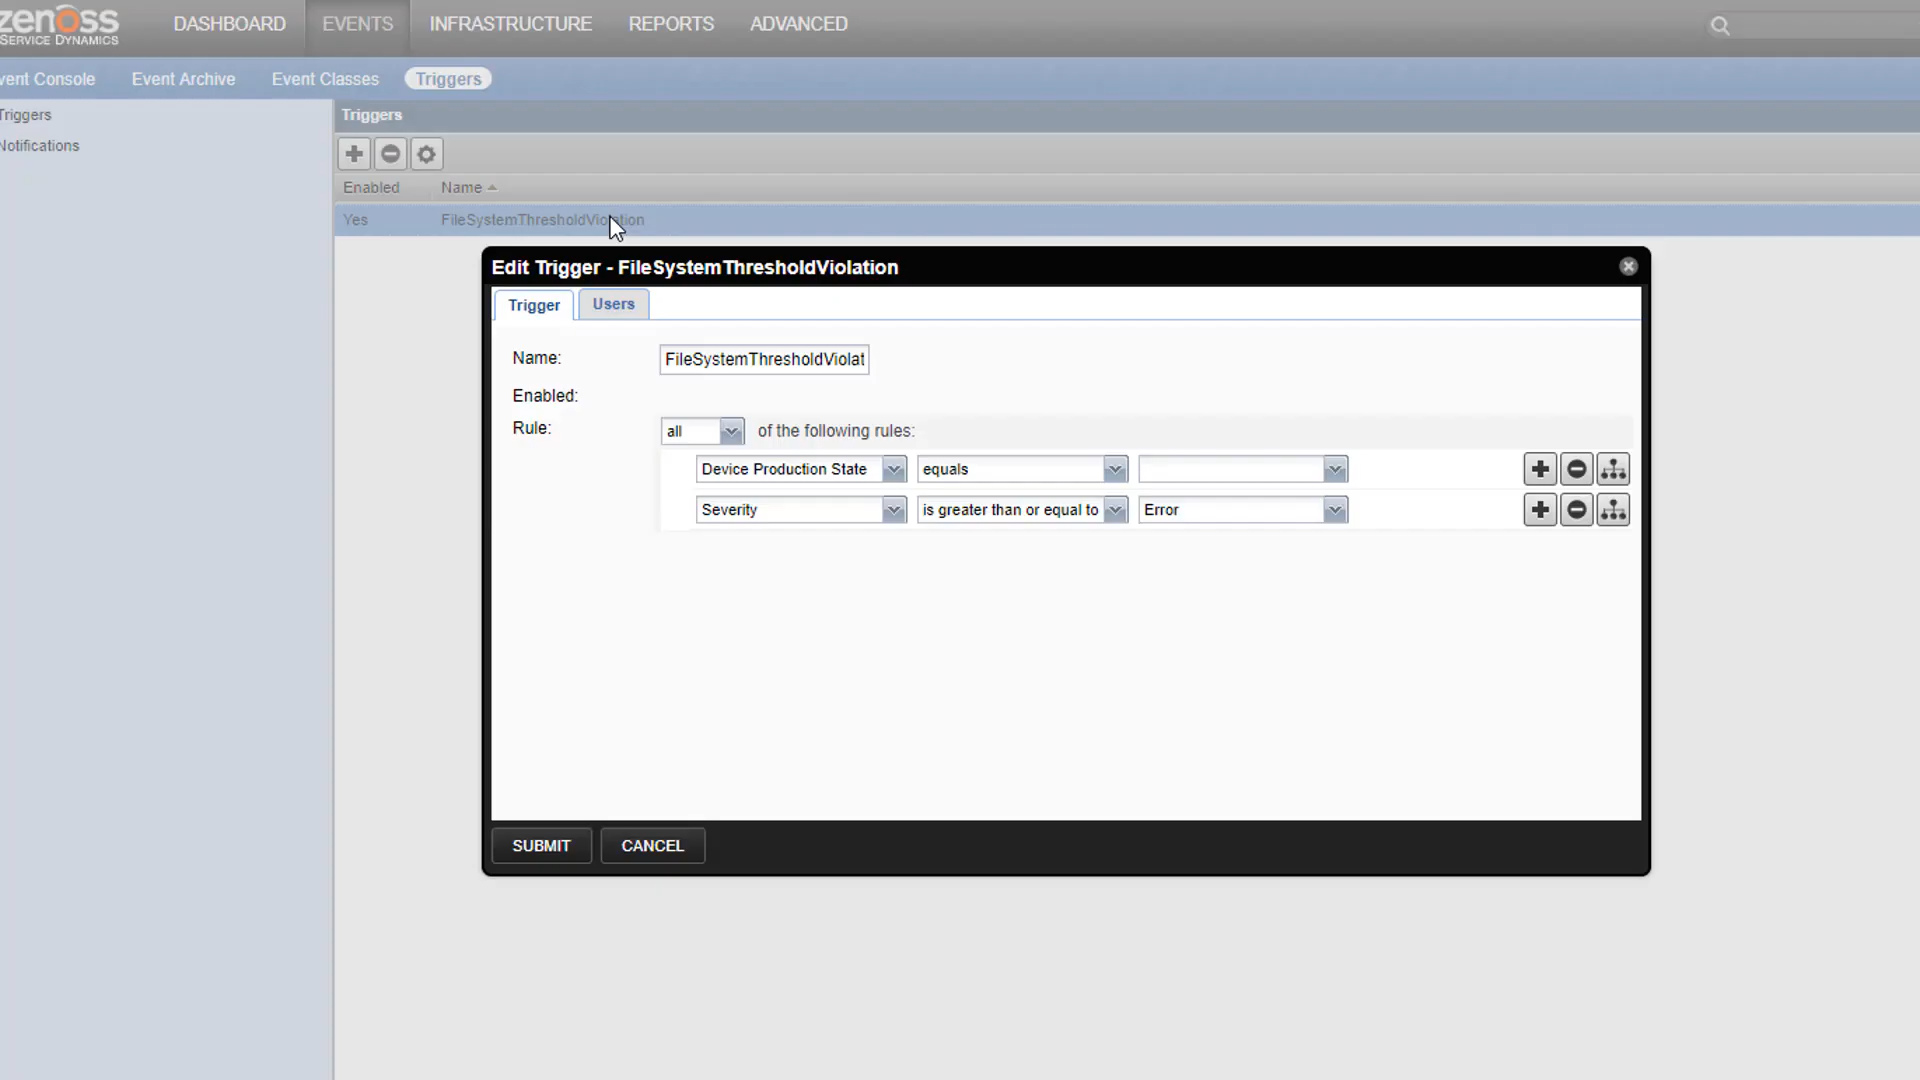 zenoss
SERVICE DYNAMICS
DASHBOARD EVENTS INFRASTRUCTURE REPORTS ADVANCED
vent Console Event Archive Event Classes Triggers
Triggers
Notifications
Triggers
Enabled Name
Yes FileSystemThresholdViolation
Edit Trigger - FileSystemThresholdViolation
Trigger Users
Name: FileSystemThresholdViolat
Enabled:
Rule: all of the following rules:
Device Production State equals
Severity is greater than or equal to Error
SUBMIT CANCEL